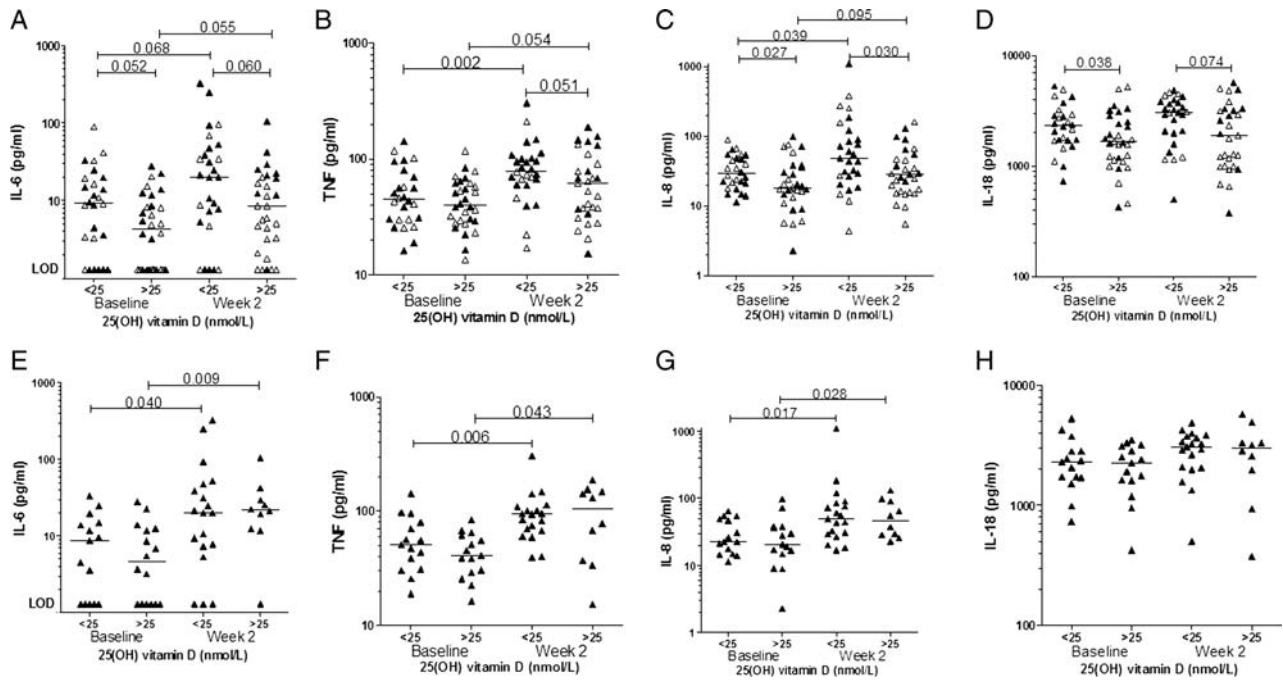 A
0.055
0.068
0.052
0.060
1000
100
10
LOD
IL-6 (pg/ml)
<25 >25 <25 >25
Baseline Week 2
25(OH) vitamin D (nmol/L)
B
0.054
0.002
0.051
1000
100
10
TNF (pg/ml)
<25 >25 <25 >25
Baseline Week 2
25(OH) vitamin D (nmol/L)
C
0.095
0.039
0.027
0.030
1000
100
10
1
IL-8 (pg/ml)
<25 >25 <25 >25
Baseline Week 2
25(OH) vitamin D (nmol/L)
D
0.038
0.074
10000
1000
100
IL-18 (pg/ml)
<25 >25 <25 >25
Baseline Week 2
25(OH) vitamin D (nmol/L)
E
0.009
0.040
1000
100
10
LOD
IL-6 (pg/ml)
<25 >25 <25 >25
Baseline Week 2
25(OH) vitamin D (nmol/L)
F
0.043
0.006
1000
100
10
TNF (pg/ml)
<25 >25 <25 >25
Baseline Week 2
25(OH) vitamin D (nmol/L)
G
0.028
0.017
1000
100
10
1
IL-8 (pg/ml)
<25 >25 <25 >25
Baseline Week 2
25(OH) vitamin D (nmol/L)
H
10000
1000
100
IL-18 (pg/ml)
<25 >25 <25 >25
Baseline Week 2
25(OH) vitamin D (nmol/L)